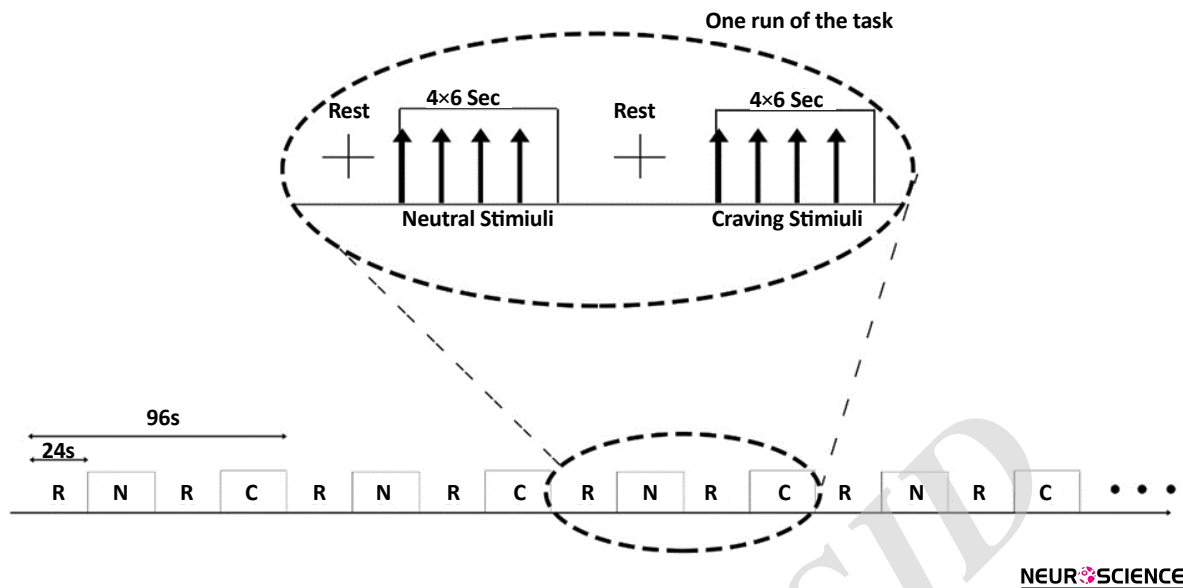 One run of the task
4×6 Sec 4×6 Sec
Rest Rest
Neutral Stimiuli Craving Stimiuli
96s
24s
R N R C R N R C R N R C R N R C • • •
SID
NEUROSCIENCE